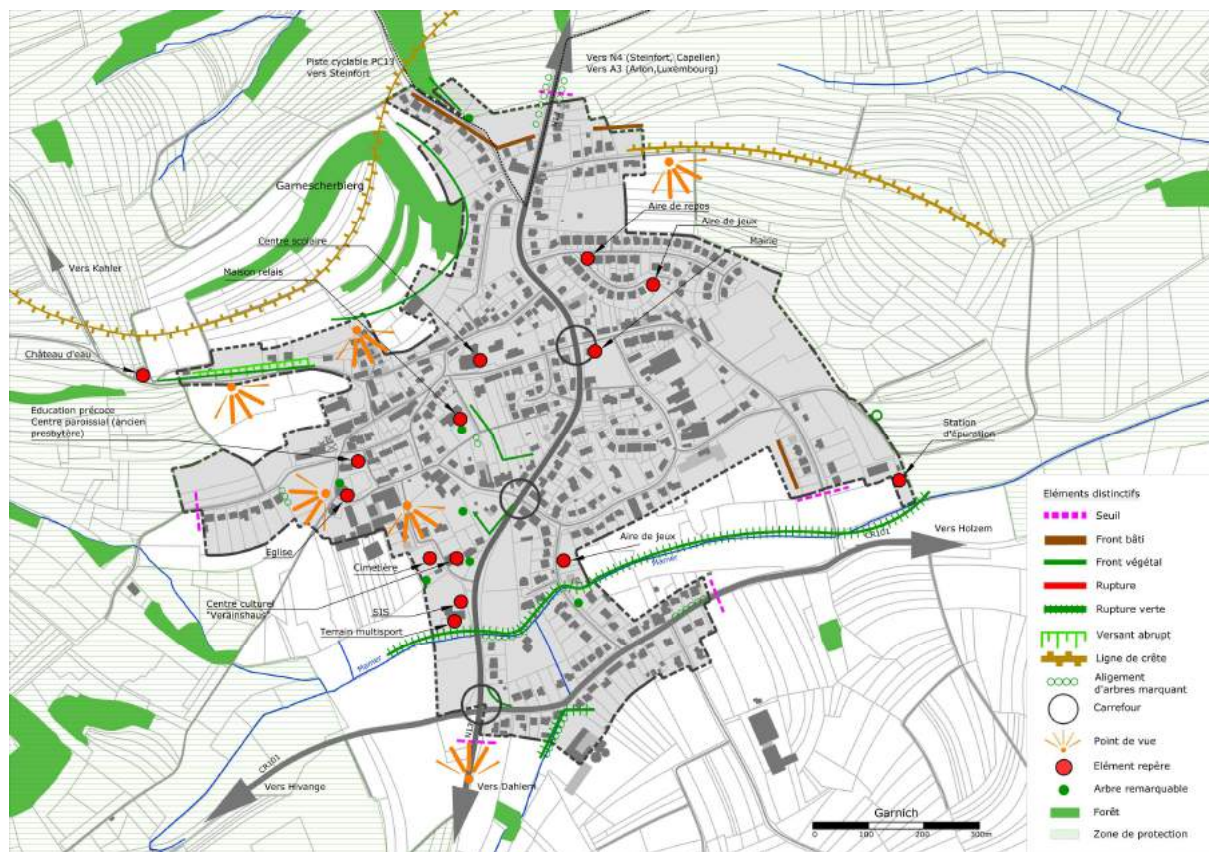 Piste cyclable PC13
vers Steinfort
Vers N4 (Steinfort, Capellen)
Vers A3 (Arlon,Luxembourg)
Garnescherbierg
Aire de repos
Aire de jeux
Mairie
Centre scolaire
Vers Kahler
Maison relais
Château d'eau
Education précoce
Centre paroissial (ancien
presbytère)
Station
d'épuration
Eglise
Cimetière
Aire de jeux
Mamer
CR101
Vers Holzem
Centre culturel
"Verainshaus"
SIS
Terrain multisport
Mamer
CR101
Vers Hivange
Vers Dahlem
Garnich
0 100 200 300m
Eléments distinctifs
Seuil
Front bâti
Front végétal
Rupture
Rupture verte
Versant abrupt
Ligne de crête
Aligement
d'arbres marquant
Carrefour
Point de vue
Elément repère
Arbre remarquable
Forêt
Zone de protection